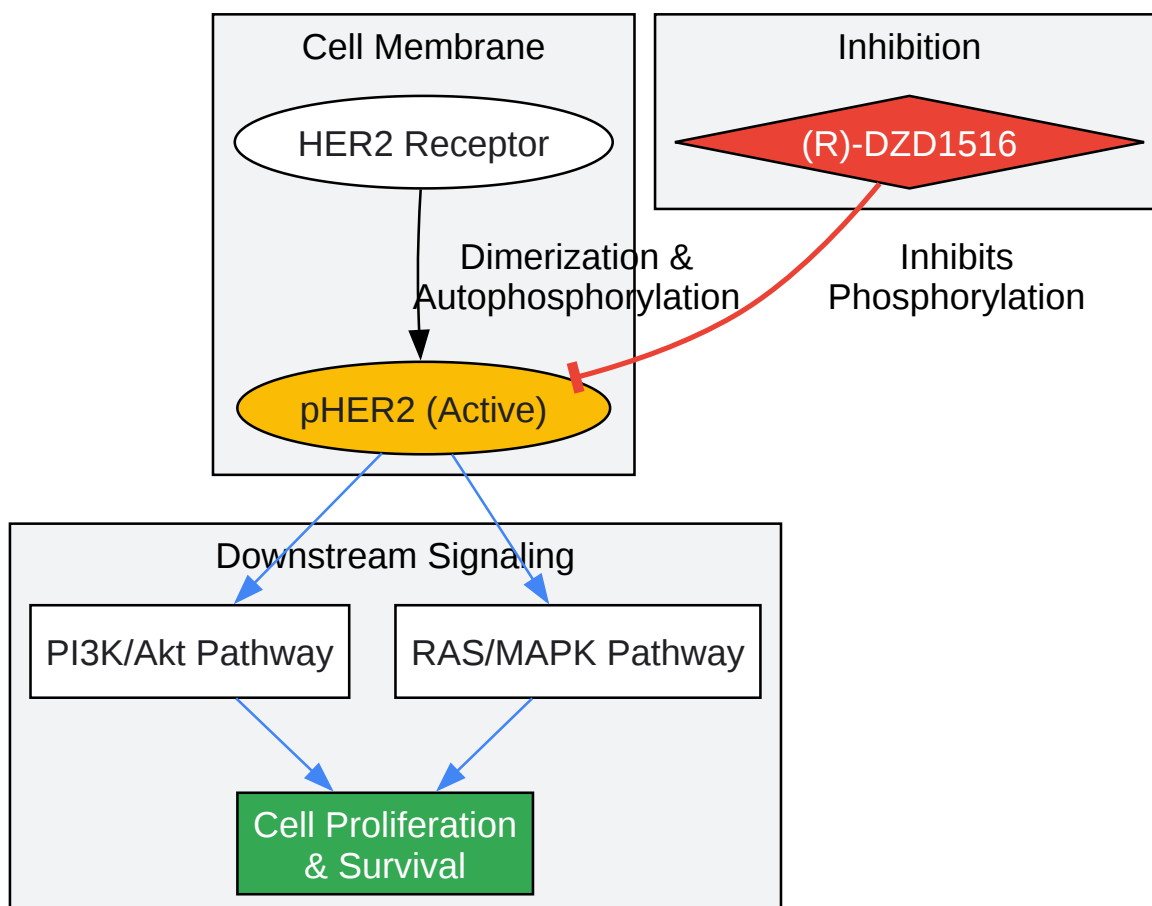 Cell Membrane
Inhibition
HER2 Receptor
(R)-DZD1516
Dimerization &
Autophosphorylation
Inhibits
Phosphorylation
pHER2 (Active)
Downstream Signaling
PI3K/Akt Pathway
RAS/MAPK Pathway
Cell Proliferation
& Survival